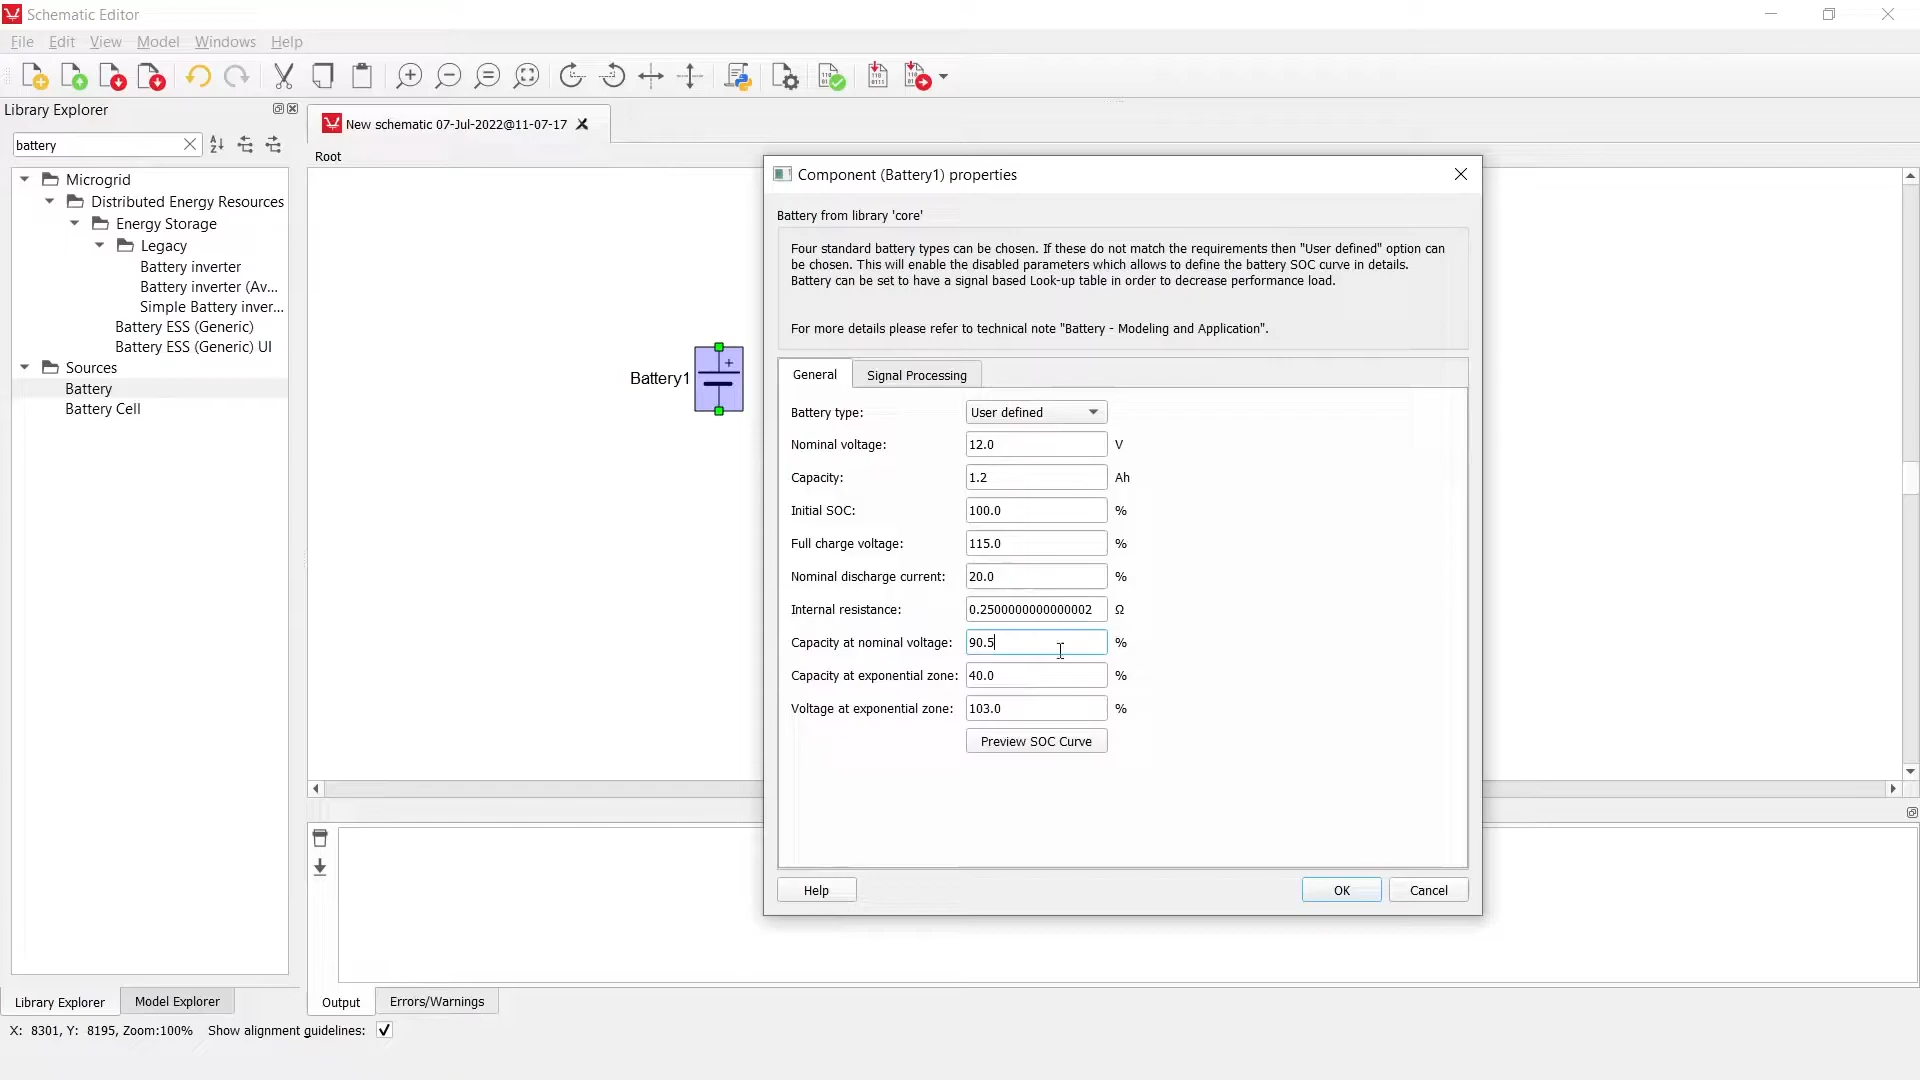 Schematic Editor
File Edit View Model Windows Help
Library Explorer
battery
Microgrid
Distributed Energy Resources
Energy Storage
Legacy
Battery inverter
Battery inverter (Av...
Simple Battery inver...
Battery ESS (Generic)
Battery ESS (Generic) UI
Sources
Battery
Battery Cell
New schematic 07-Jul-2022@11-07-17
Root
Battery1
Component (Battery1) properties
Battery from library 'core'
Four standard battery types can be chosen. If these do not match the requirements then "User defined" option can
be chosen. This will enable the disabled parameters which allows to define the battery SOC curve in details.
Battery can be set to have a signal based Look-up table in order to decrease performance load.
For more details please refer to technical note "Battery - Modeling and Application".
General Signal Processing
Battery type: User defined
Nominal voltage: 12.0 V
Capacity: 1.2 Ah
Initial SOC: 100.0 %
Full charge voltage: 115.0 %
Nominal discharge current: 20.0 %
Internal resistance: 0.2500000000000002 Ω
Capacity at nominal voltage: 90.5 %
Capacity at exponential zone: 40.0 %
Voltage at exponential zone: 103.0 %
Preview SOC Curve
Help OK Cancel
Library Explorer Model Explorer Output Errors/Warnings
X: 8301, Y: 8195, Zoom:100% Show alignment guidelines: